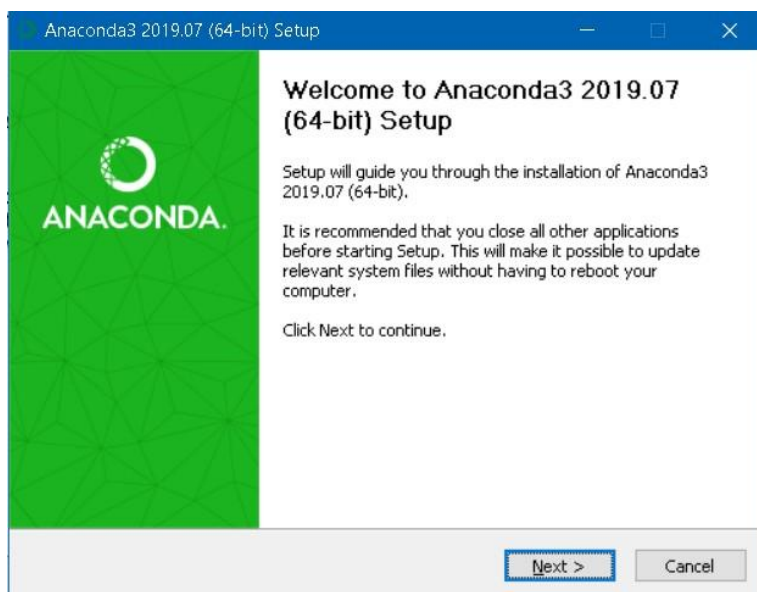 Anaconda3 2019.07 (64-bit) Setup
Welcome to Anaconda3 2019.07
(64-bit) Setup
Setup will guide you through the installation of Anaconda3
2019.07 (64-bit).
It is recommended that you close all other applications
before starting Setup. This will make it possible to update
relevant system files without having to reboot your
computer.
Click Next to continue.
ANACONDA.
Next >
Cancel